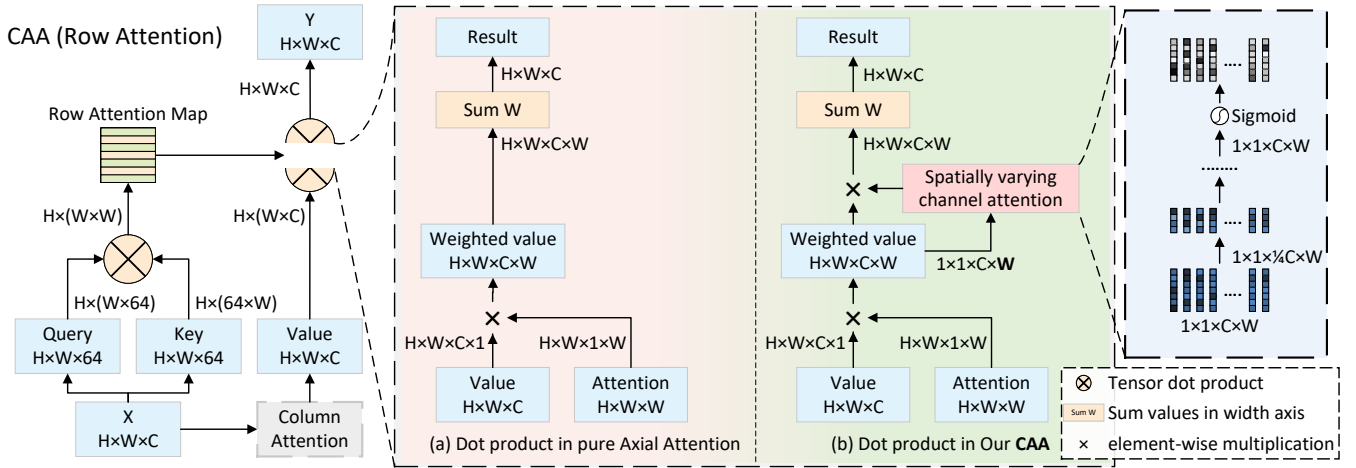 CAA (Row Attention)
Y
H×W×C
H×W×C
Row Attention Map
H×(W×W)
H×(W×C)
H×(W×64)
H×(64×W)
Query
H×W×64
Key
H×W×64
Value
H×W×C
X
H×W×C
Column
Attention
Result
H×W×C
Sum W
H×W×C×W
Weighted value
H×W×C×W
H×W×C×1
H×W×1×W
Value
H×W×C
Attention
H×W×W
(a) Dot product in pure Axial Attention
Result
H×W×C
Sum W
H×W×C×W
Spatially varying
channel attention
Weighted value
H×W×C×W
1×1×C×W
H×W×C×1
H×W×1×W
Value
H×W×C
Attention
H×W×W
(b) Dot product in Our CAA
....
Sigmoid
1×1×C×W
........
....
1×1×¼C×W
....
1×1×C×W
Tensor dot product
Sum W
Sum values in width axis
× element-wise multiplication